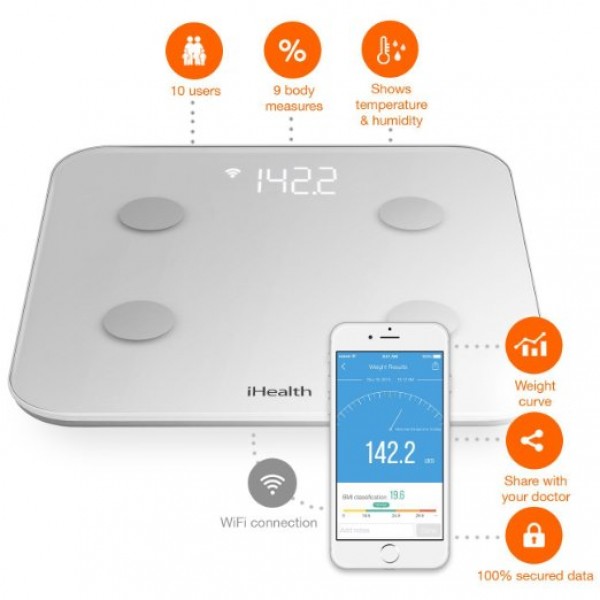 10 users
9 body
measures
Shows
temperature
& humidity
%
142.2
iHealth
Weight Results
142.2
BMI classification 19.6
Weight
curve
Share with
your doctor
WiFi connection
100% secured data